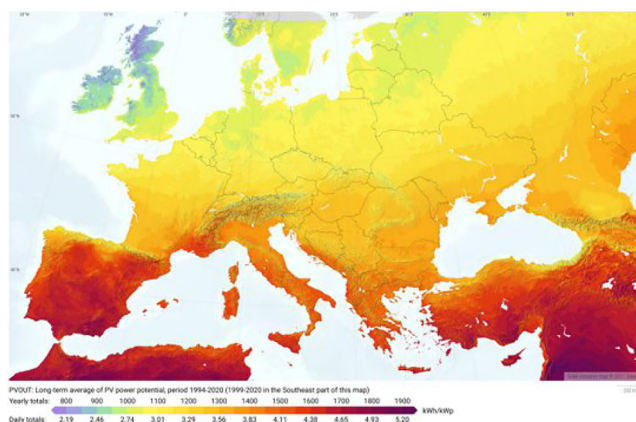 PVOUT: Long-term average of PV power potential, period 1994-2020 (1999-2020 in the Southeast part of this map)
Yearly totals: 800 900 1000 1100 1200 1300 1400 1500 1600 1700 1800 1900
kWh/kWp
Daily totals: 2.19 2.46 2.74 3.01 3.29 3.56 3.83 4.11 4.38 4.65 4.93 5.20